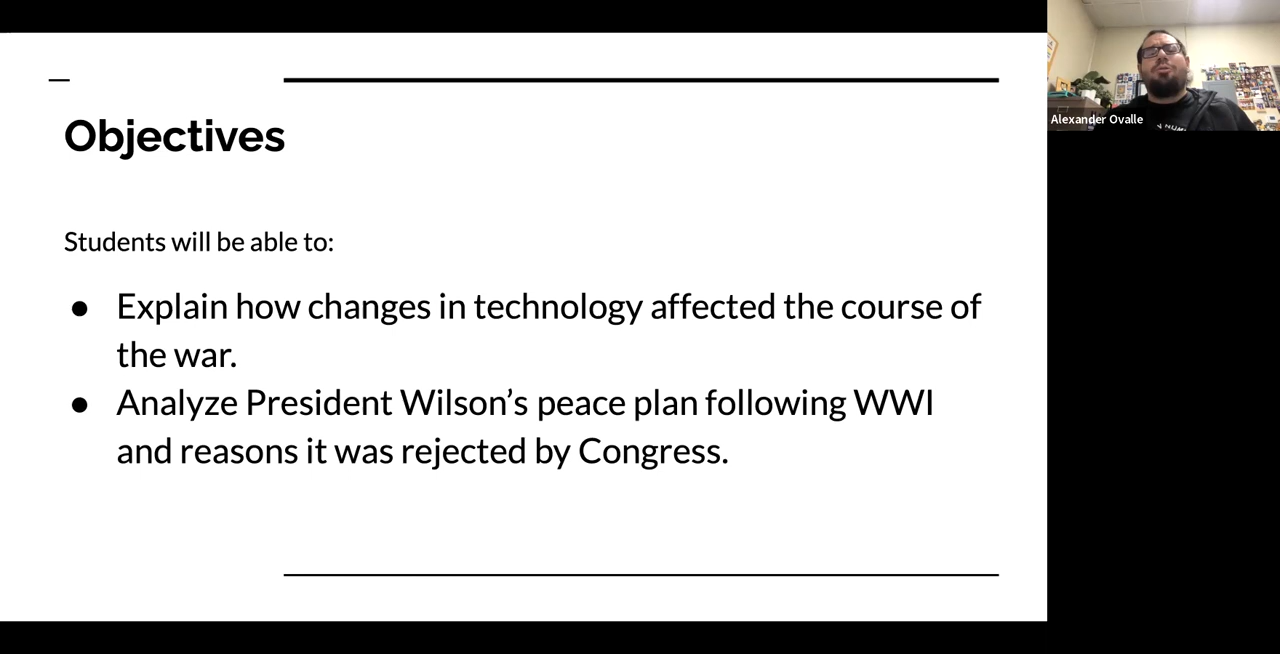 Objectives
Students will be able to:
● Explain how changes in technology affected the course of
the war.
● Analyze President Wilson’s peace plan following WWI
and reasons it was rejected by Congress.
Alexander Ovalle